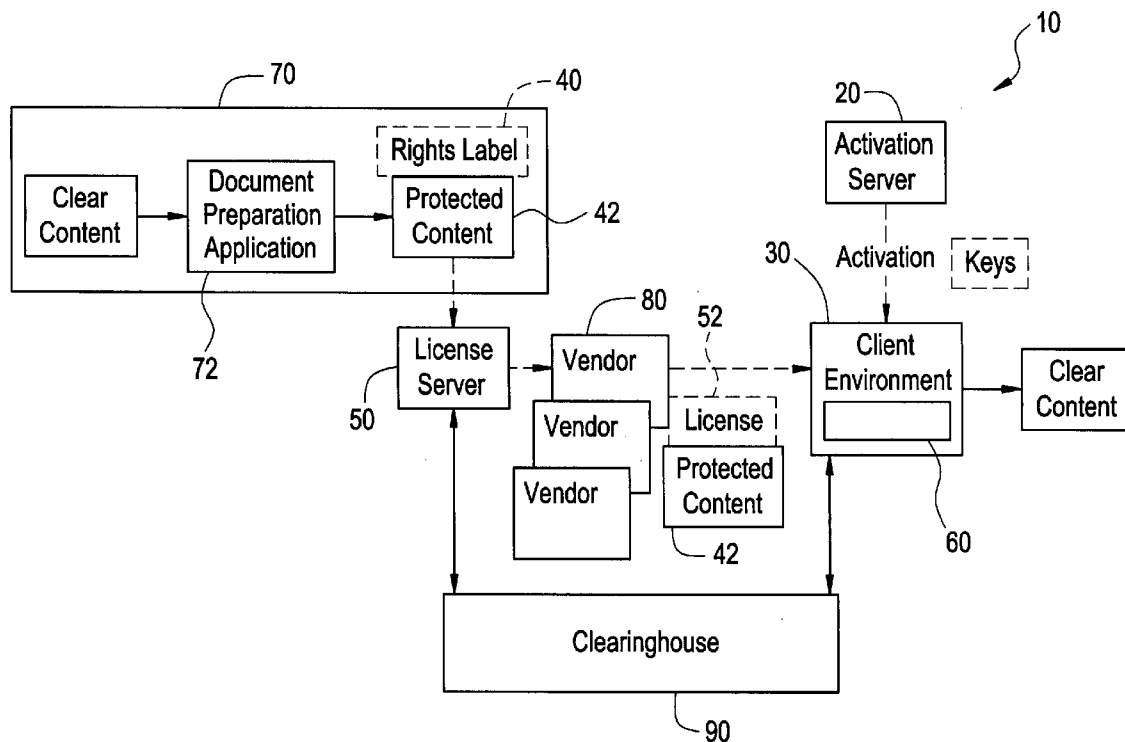 10
70
40
20
Rights Label
Activation
Server
Clear
Content
Document
Preparation
Application
Protected
Content
42
30
Activation
Keys
72
80
52
License
Server
50
Vendor
Vendor
Vendor
License
Protected
Content
42
Client
Environment
60
Clear
Content
Clearinghouse
90